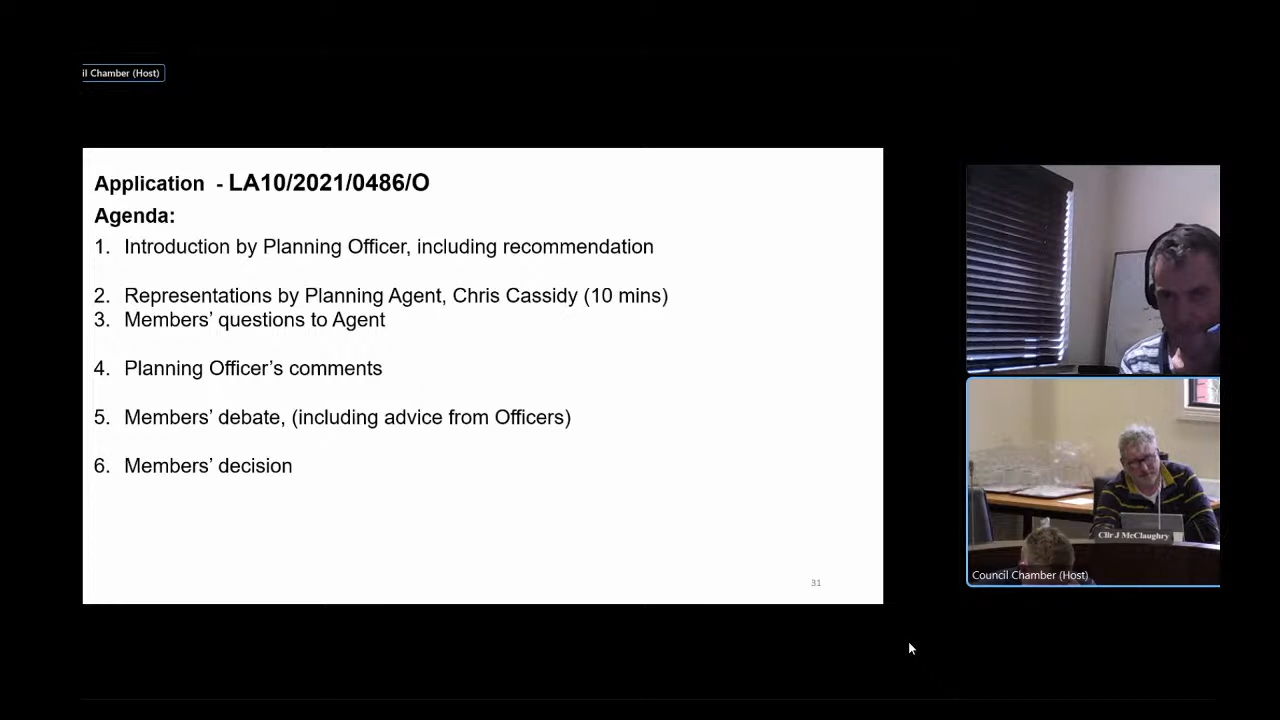 il Chamber (Host)
Application - LA10/2021/0486/O
Agenda:
1. Introduction by Planning Officer, including recommendation
2. Representations by Planning Agent, Chris Cassidy (10 mins)
3. Members’ questions to Agent
4. Planning Officer’s comments
5. Members’ debate, (including advice from Officers)
6. Members’ decision
31
Cllr J McClaughry
Council Chamber (Host)